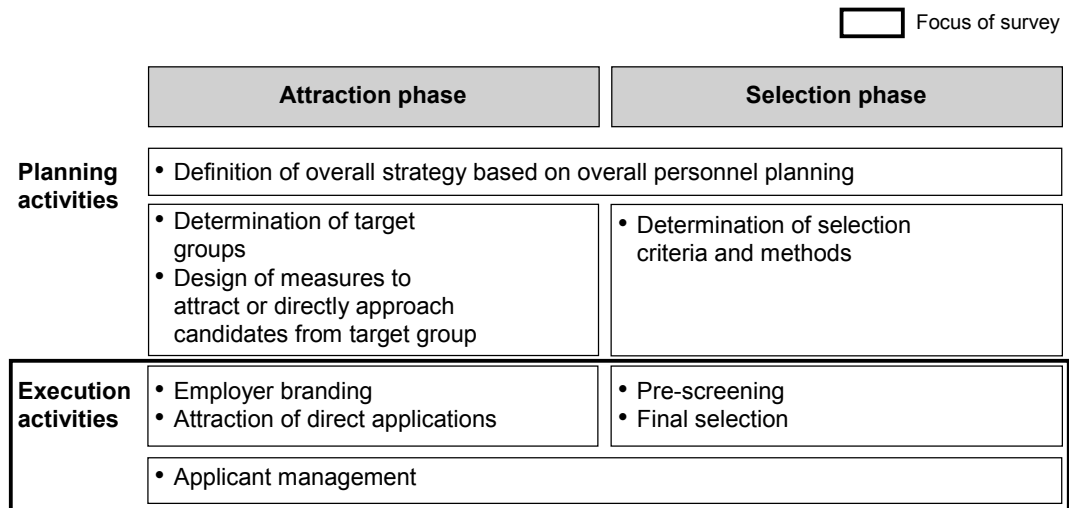 Focus of survey
Attraction phase
Selection phase
Planning
activities
• Definition of overall strategy based on overall personnel planning
• Determination of target
groups
• Design of measures to
attract or directly approach
candidates from target group
• Determination of selection
criteria and methods
Execution
activities
• Employer branding
• Attraction of direct applications
• Pre-screening
• Final selection
• Applicant management